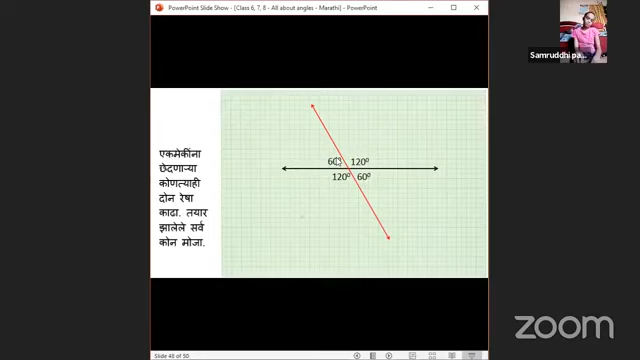 PowerPoint Slide Show - [Class 6, 7, 8 - All about angles - Marathi] - PowerPoint
Samruddhi pa...
एकमेकींना
छेदणाऱ्या
कोणत्याही
दोन रेषा
काढा. तयार
झालेले सर्व
कोन मोजा.
60⁰ 120⁰
120⁰ 60⁰
Slide 48 of 50
zoom